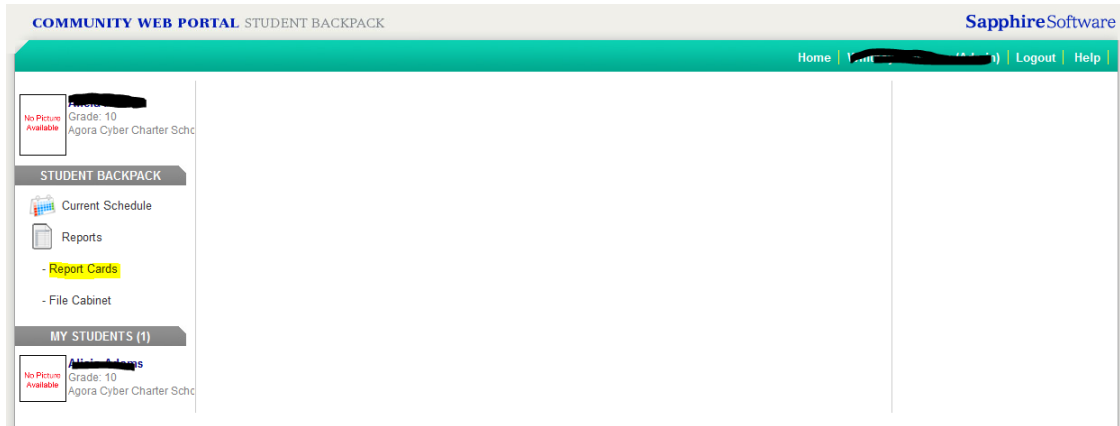 COMMUNITY WEB PORTAL STUDENT BACKPACK
SapphireSoftware
Home | | Logout | Help |
No Picture Available
Grade: 10
Agora Cyber Charter Scho
STUDENT BACKPACK
Current Schedule
Reports
- Report Cards
- File Cabinet
MY STUDENTS (1)
No Picture Available
Grade: 10
Agora Cyber Charter Scho